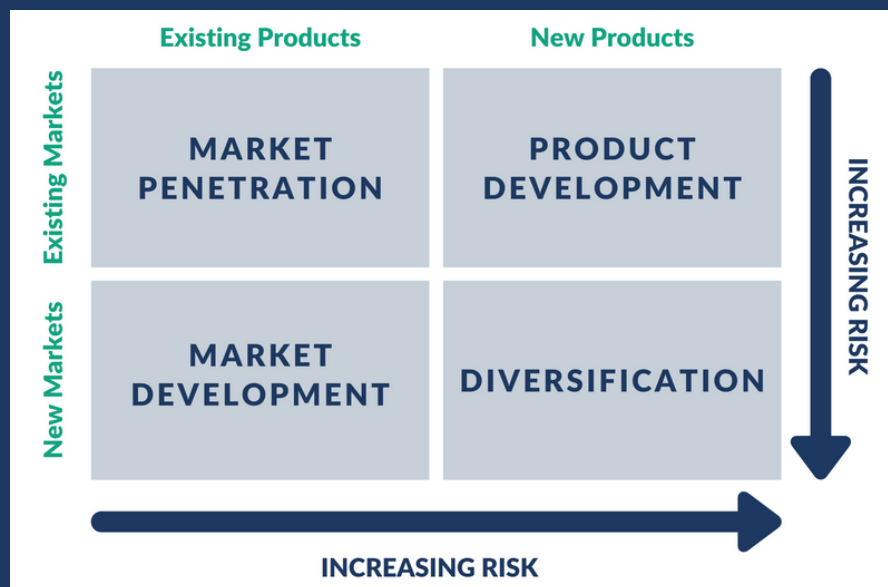 Existing Products
New Products
Existing Markets
MARKET
PENETRATION
PRODUCT
DEVELOPMENT
New Markets
MARKET
DEVELOPMENT
DIVERSIFICATION
INCREASING RISK
INCREASING RISK